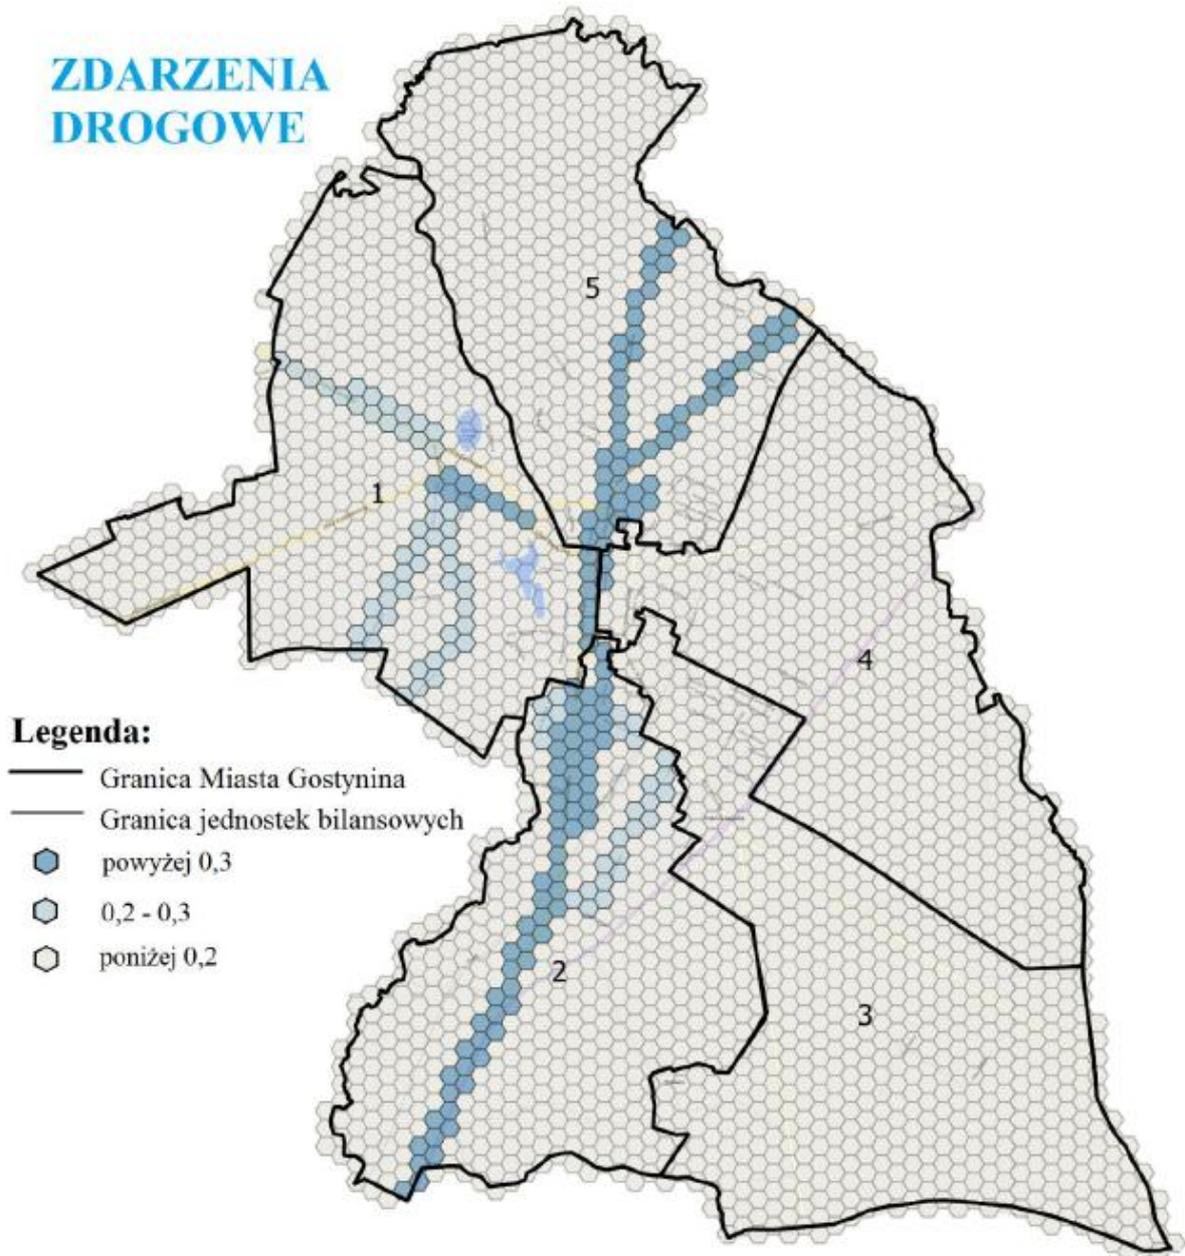 ZDARZENIA
DROGOWE
5
1
4
Legenda:
Granica Miasta Gostynina
Granica jednostek bilansowych
powyżej 0,3
0,2 - 0,3
poniżej 0,2
2
3